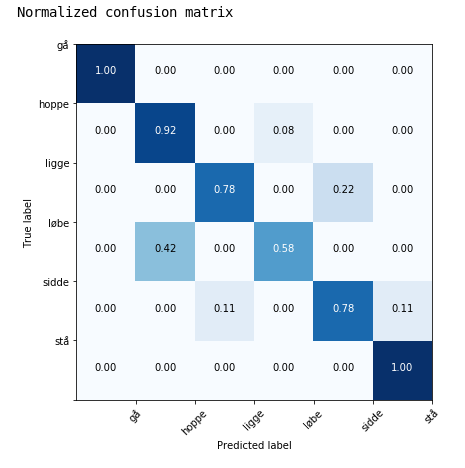 Normalized confusion matrix
gå
1.00 0.00 0.00 0.00 0.00 0.00
hoppe
0.00 0.92 0.00 0.08 0.00 0.00
ligge
0.00 0.00 0.78 0.00 0.22 0.00
løbe
0.00 0.42 0.00 0.58 0.00 0.00
sidde
0.00 0.00 0.11 0.00 0.78 0.11
stå
0.00 0.00 0.00 0.00 0.00 1.00
True label
gå hoppe ligge løbe sidde stå
Predicted label